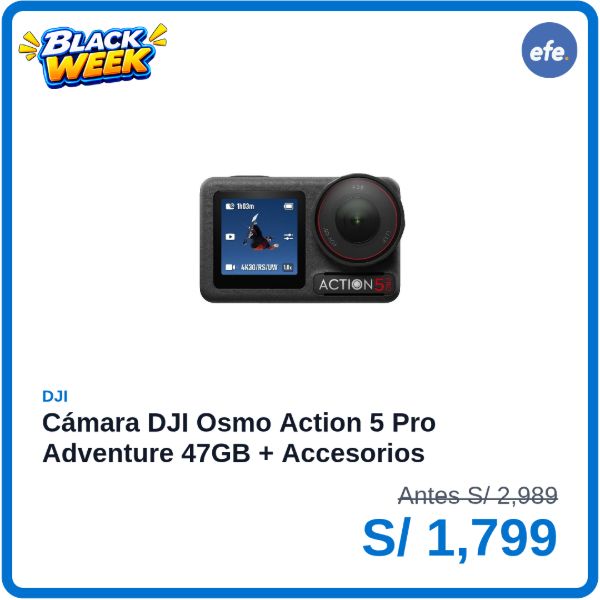 BLACK
WEEK
efe.
1h03m
4K30/RS/UW 1.0x
ACTION 5 PRO
DJI
Cámara DJI Osmo Action 5 Pro
Adventure 47GB + Accesorios
Antes S/ 2,989
S/ 1,799